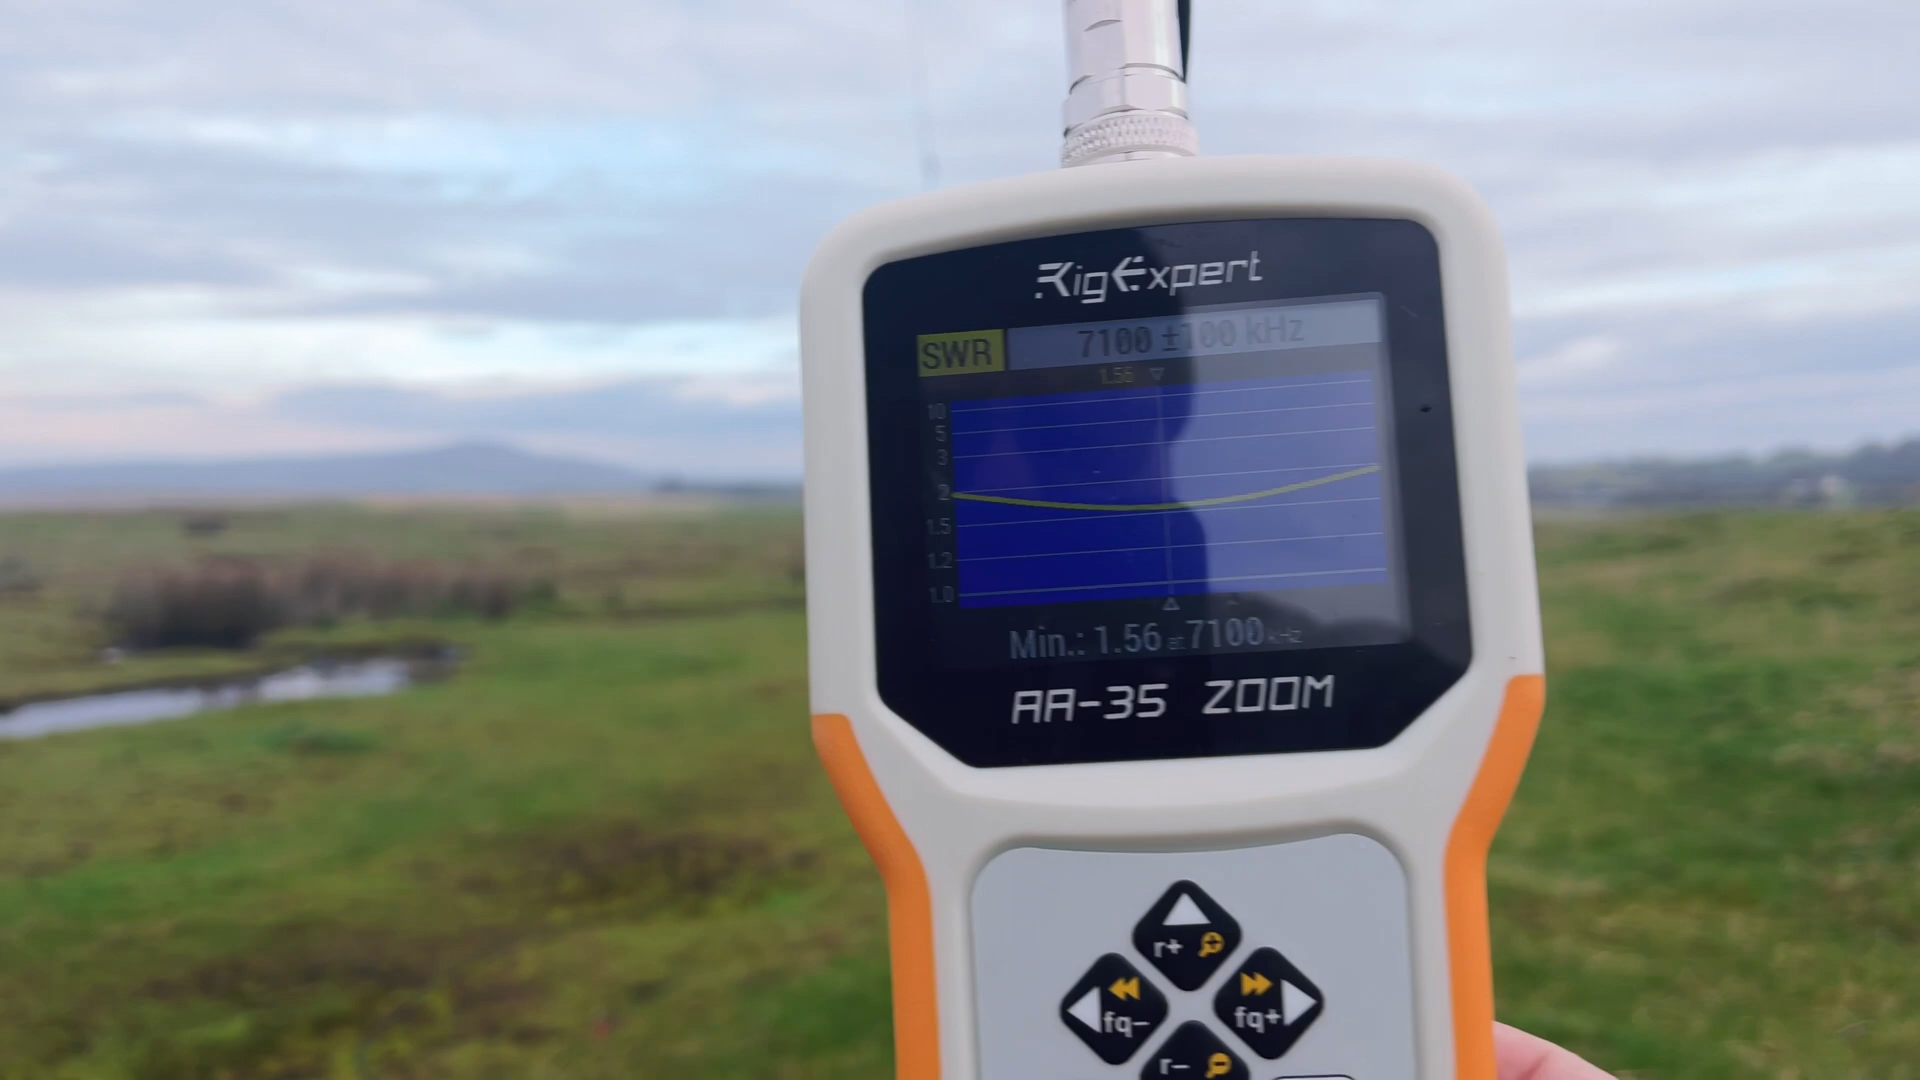 RigExpert
SWR 7100 ±100 kHz
1.56
10
5
3
2
1.5
1.2
1.0
Min.: 1.56 at 7100 kHz
AA-35 ZOOM
r+
fq-
fq+
r-